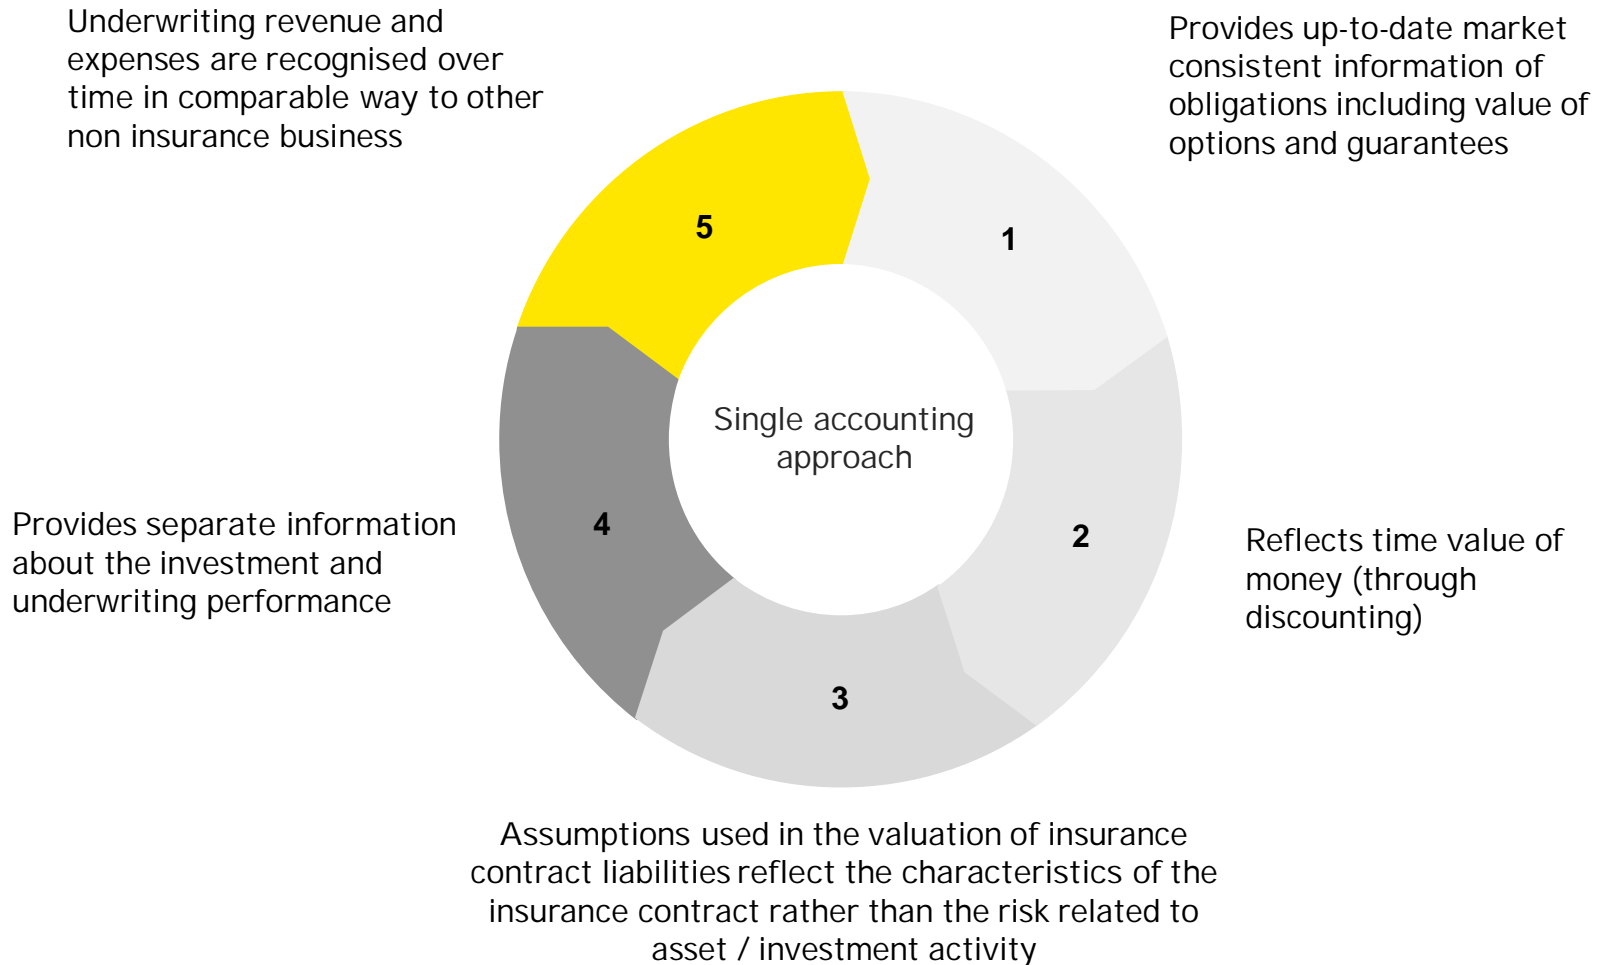 Underwriting revenue and
expenses are recognised over
time in comparable way to other
non insurance business
Provides up-to-date market
consistent information of
obligations including value of
options and guarantees
5
1
Single accounting
approach
4
2
Provides separate information
about the investment and
underwriting performance
Reflects time value of
money (through
discounting)
3
Assumptions used in the valuation of insurance
contract liabilities reflect the characteristics of the
insurance contract rather than the risk related to
asset / investment activity